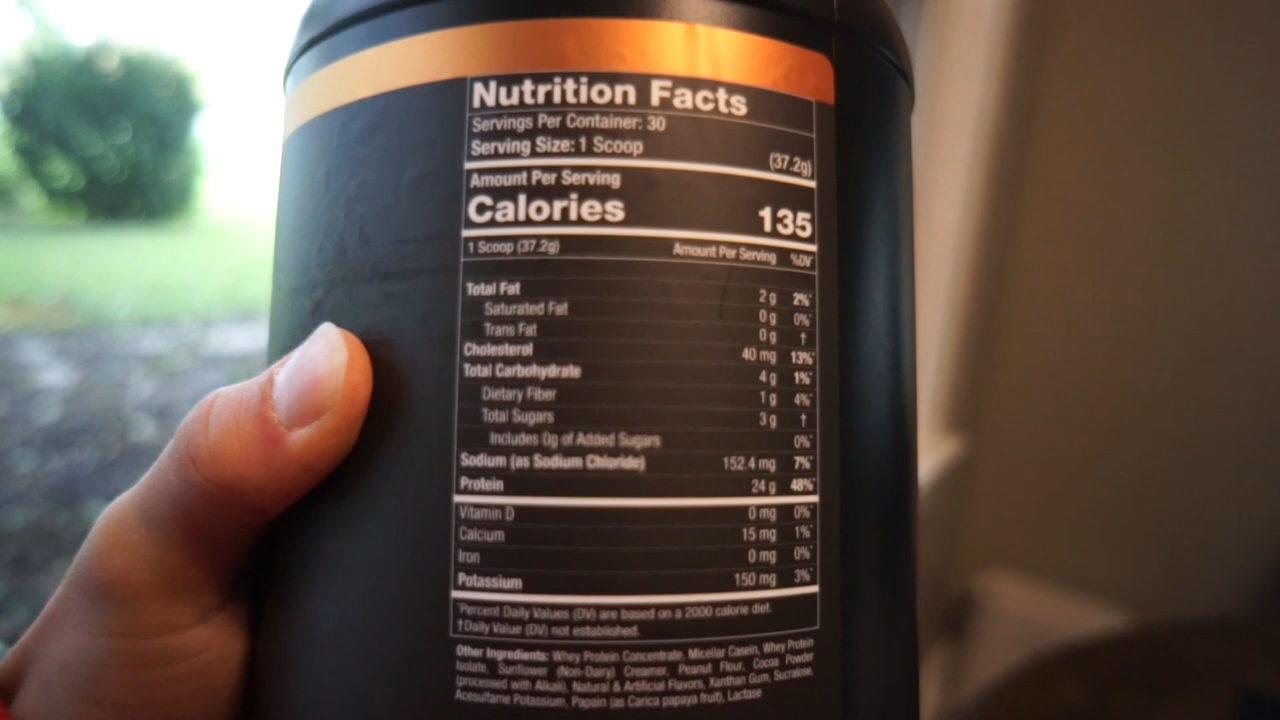 Nutrition Facts
Servings Per Container: 30
Serving Size: 1 Scoop (37.2g)
Amount Per Serving
Calories 135
1 Scoop (37.2g) Amount Per Serving %DV*
Total Fat 2 g 2%*
Saturated Fat 0 g 0%*
Trans Fat 0 g †
Cholesterol 40 mg 13%*
Total Carbohydrate 4 g 1%*
Dietary Fiber 1 g 4%*
Total Sugars 3 g †
Includes 0g of Added Sugars 0%*
Sodium (as Sodium Chloride) 152.4 mg 7%*
Protein 24 g 48%*
Vitamin D 0 mg 0%*
Calcium 15 mg 1%*
Iron 0 mg 0%*
Potassium 150 mg 3%*
*Percent Daily Values (DV) are based on a 2000 calorie diet.
†Daily Value (DV) not established.
Other Ingredients: Whey Protein Concentrate, Micellar Casein, Whey Protein
Isolate, Sunflower (Non-Dairy) Creamer, Peanut Flour, Cocoa Powder
(processed with Alkali), Natural & Artificial Flavors, Xanthan Gum, Sucralose,
Acesulfame Potassium, Papain (as Carica papaya fruit), Lactase